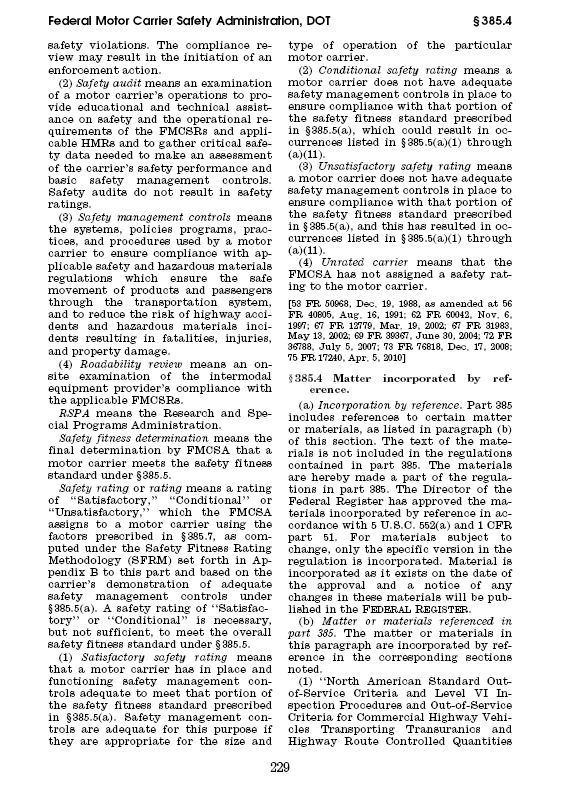 Federal Motor Carrier Safety Administration, DOT
§ 385.4
safety violations. The compliance re-
view may result in the initiation of an
enforcement action.
(2) Safety audit means an examination
of a motor carrier's operations to pro-
vide educational and technical assist-
ance on safety and the operational re-
quirements of the FMCSRs and appli-
cable HMRs and to gather critical safe-
ty data needed to make an assessment
of the carrier's safety performance and
basic safety management controls.
Safety audits do not result in safety
ratings.
(3) Safety management controls means
the systems, policies programs, prac-
tices, and procedures used by a motor
carrier to ensure compliance with ap-
plicable safety and hazardous materials
regulations which ensure the safe
movement of products and passengers
through the transportation system,
and to reduce the risk of highway acci-
dents and hazardous materials inci-
dents resulting in fatalities, injuries,
and property damage.
(4) Roadability review means an on-
site examination of the intermodal
equipment provider's compliance with
the applicable FMCSRs.
RSPA means the Research and Spe-
cial Programs Administration.
Safety fitness determination means the
final determination by FMCSA that a
motor carrier meets the safety fitness
standard under § 385.5.
Safety rating or rating means a rating
of ''Satisfactory,'' ''Conditional'' or
''Unsatisfactory,'' which the FMCSA
assigns to a motor carrier using the
factors prescribed in § 385.7, as com-
puted under the Safety Fitness Rating
Methodology (SFRM) set forth in Ap-
pendix B to this part and based on the
carrier's demonstration of adequate
safety management controls under
§ 385.5(a). A safety rating of ''Satisfac-
tory'' or ''Conditional'' is necessary,
but not sufficient, to meet the overall
safety fitness standard under § 385.5.
(1) Satisfactory safety rating means
that a motor carrier has in place and
functioning safety management con-
trols adequate to meet that portion of
the safety fitness standard prescribed
in § 385.5(a). Safety management con-
trols are adequate for this purpose if
they are appropriate for the size and
type of operation of the particular
motor carrier.
(2) Conditional safety rating means a
motor carrier does not have adequate
safety management controls in place to
ensure compliance with that portion of
the safety fitness standard prescribed
in § 385.5(a), which could result in oc-
currences listed in § 385.5(a)(1) through
(a)(11).
(3) Unsatisfactory safety rating means
a motor carrier does not have adequate
safety management controls in place to
ensure compliance with that portion of
the safety fitness standard prescribed
in § 385.5(a), and this has resulted in oc-
currences listed in § 385.5(a)(1) through
(a)(11).
(4) Unrated carrier means that the
FMCSA has not assigned a safety rat-
ing to the motor carrier.
[53 FR 50968, Dec. 19, 1988, as amended at 56
FR 40805, Aug. 16, 1991; 62 FR 60042, Nov. 6,
1997; 67 FR 12779, Mar. 19, 2002; 67 FR 31983,
May 13, 2002; 69 FR 39367, June 30, 2004; 72 FR
36788, July 5, 2007; 73 FR 76818, Dec. 17, 2008;
75 FR 17240, Apr. 5, 2010]
§ 385.4 Matter incorporated by ref-
erence.
(a) Incorporation by reference. Part 385
includes references to certain matter
or materials, as listed in paragraph (b)
of this section. The text of the mate-
rials is not included in the regulations
contained in part 385. The materials
are hereby made a part of the regula-
tions in part 385. The Director of the
Federal Register has approved the ma-
terials incorporated by reference in ac-
cordance with 5 U.S.C. 552(a) and 1 CFR
part 51. For materials subject to
change, only the specific version in the
regulation is incorporated. Material is
incorporated as it exists on the date of
the approval and a notice of any
changes in these materials will be pub-
lished in the FEDERAL REGISTER.
(b) Matter or materials referenced in
part 385. The matter or materials in
this paragraph are incorporated by ref-
erence in the corresponding sections
noted.
(1) ''North American Standard Out-
of-Service Criteria and Level VI In-
spection Procedures and Out-of-Service
Criteria for Commercial Highway Vehi-
cles Transporting Transuranics and
Highway Route Controlled Quantities
229